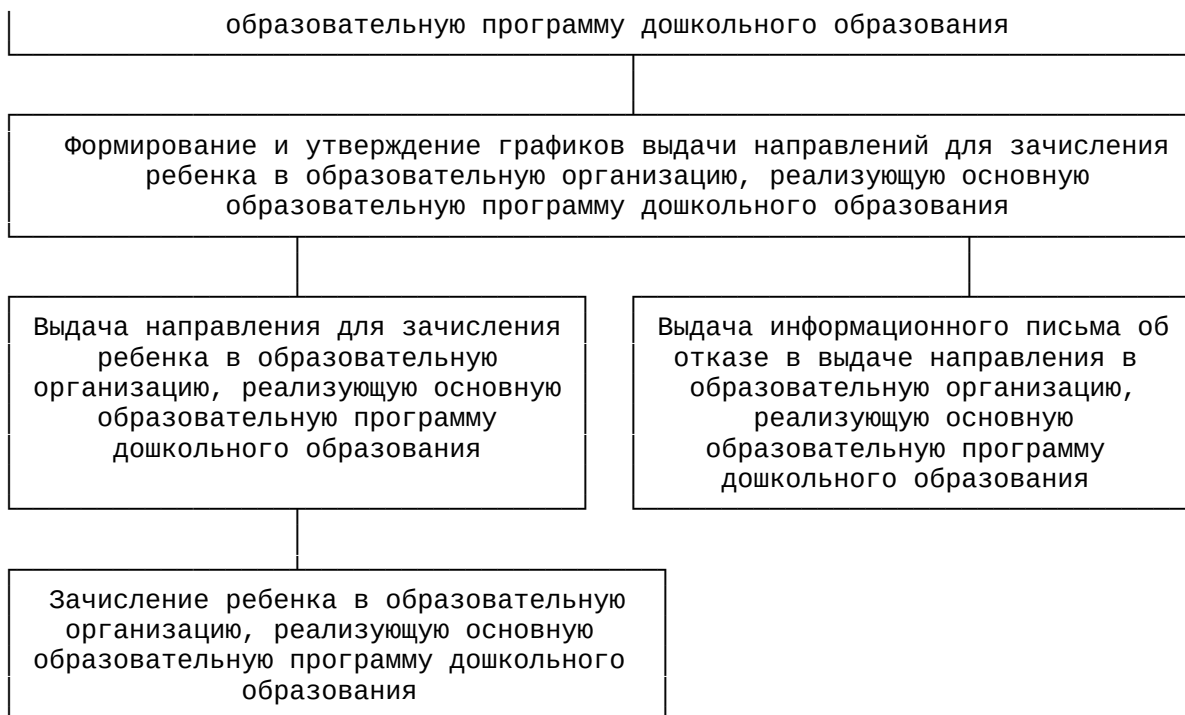 образовательную программу дошкольного образования
Формирование и утверждение графиков выдачи направлений для зачисления
ребенка в образовательную организацию, реализующую основную
образовательную программу дошкольного образования
Выдача направления для зачисления
ребенка в образовательную
организацию, реализующую основную
образовательную программу
дошкольного образования
Выдача информационного письма об
отказе в выдаче направления в
образовательную организацию,
реализующую основную
образовательную программу
дошкольного образования
Зачисление ребенка в образовательную
организацию, реализующую основную
образовательную программу дошкольного
образования